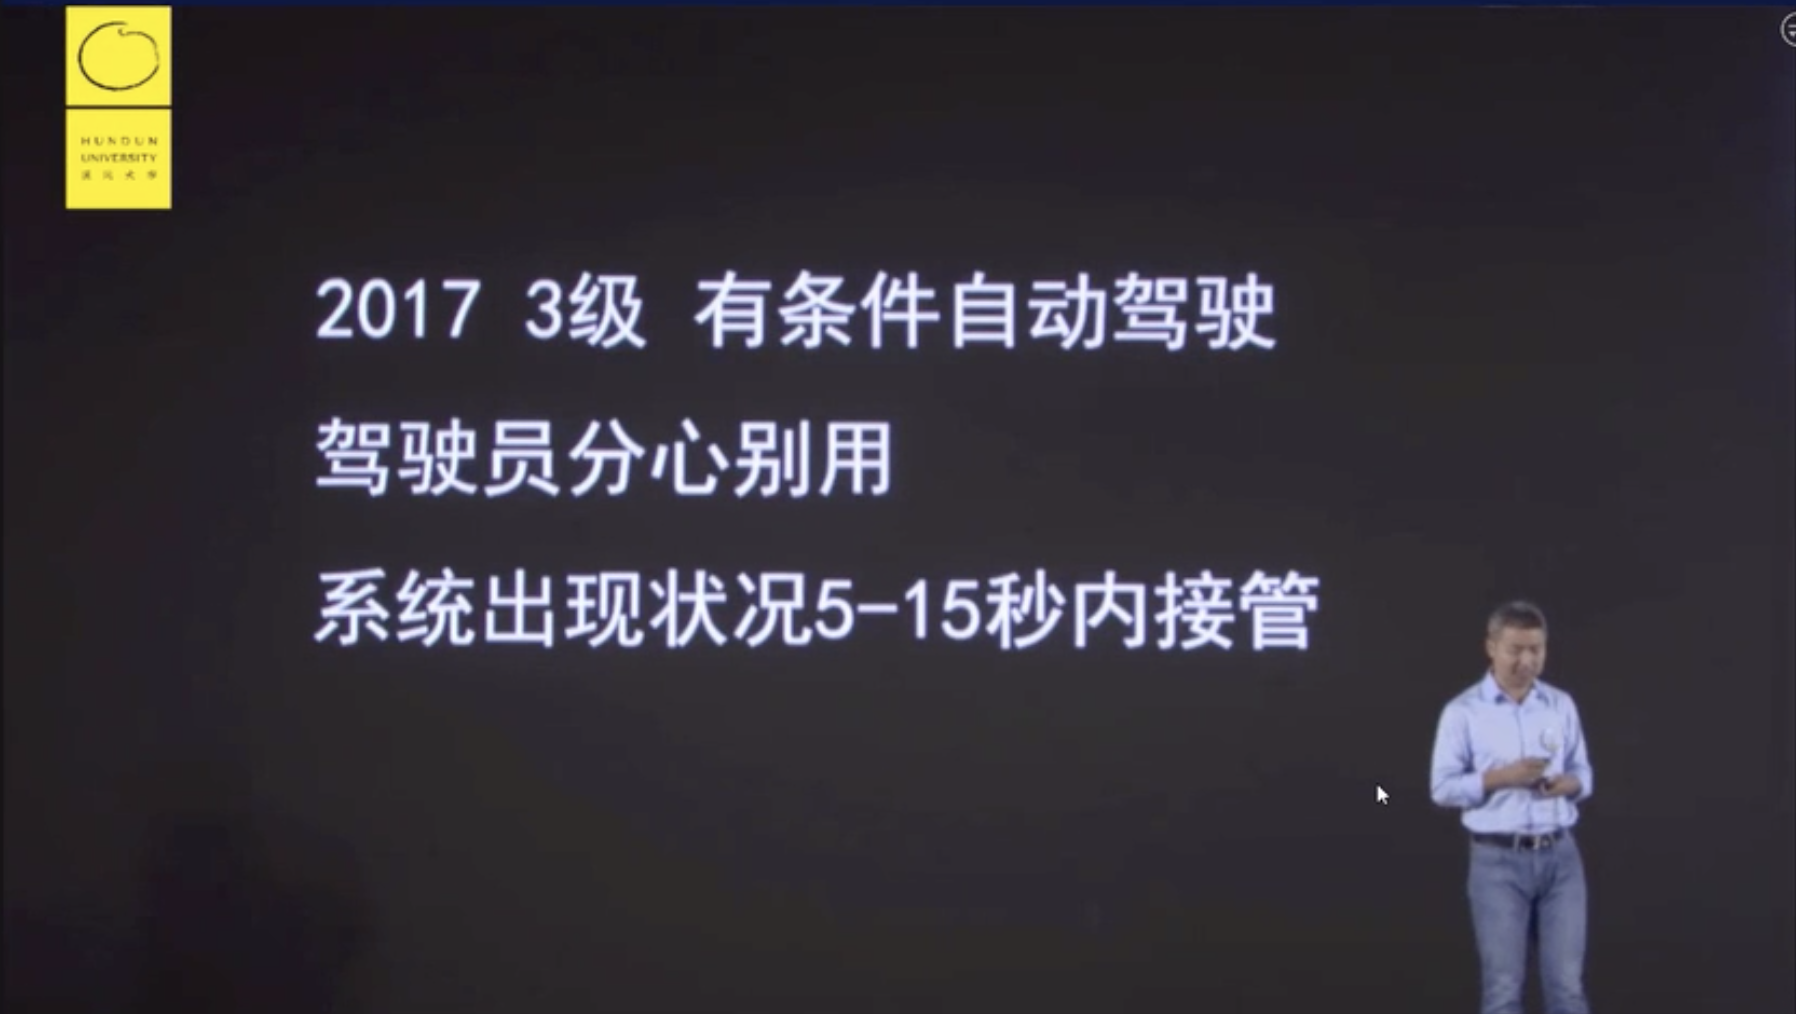 HUNDUN
UNIVERSITY
混沌大学
2017 3级 有条件自动驾驶
驾驶员分心别用
系统出现状况5-15秒内接管